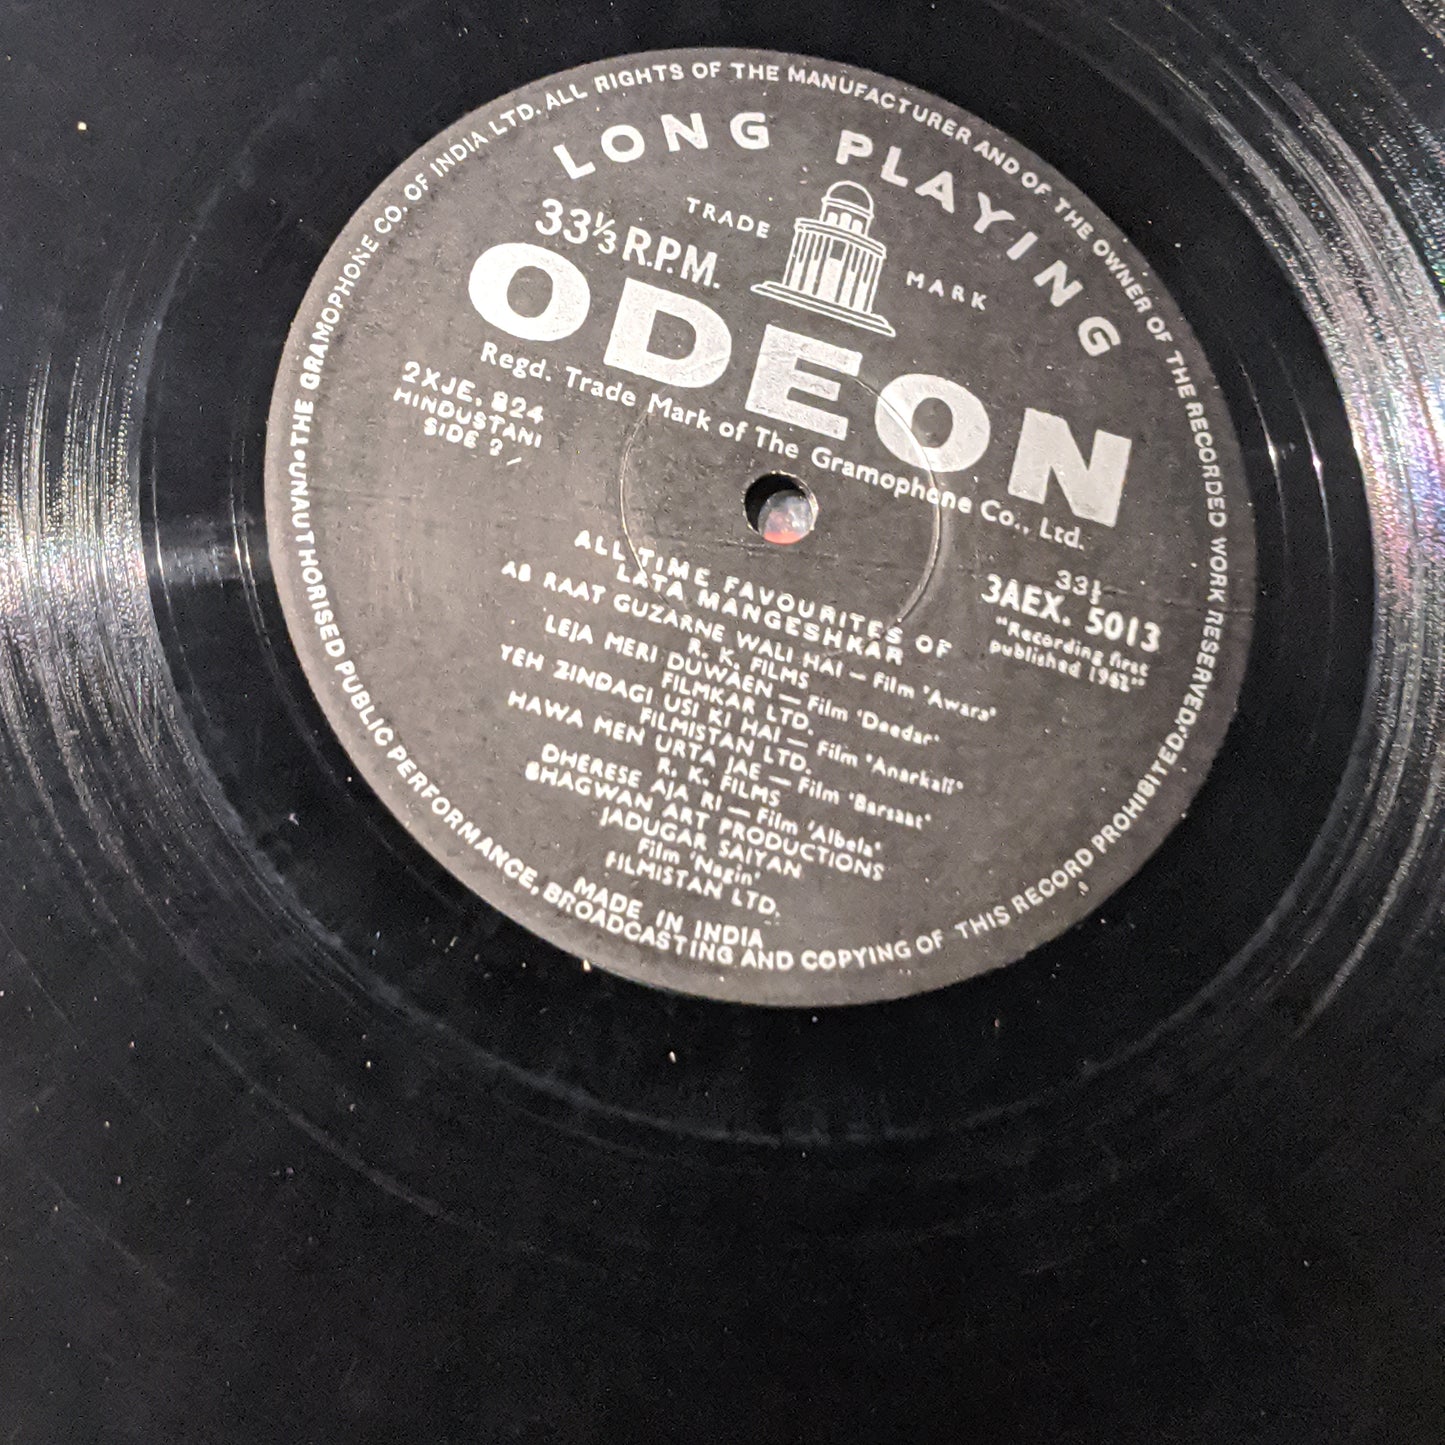 THE GRAMOPHONE CO. OF INDIA LTD. ALL RIGHTS OF THE MANUFACTURER AND OF THE OWNER OF THE RECORDED WORK RESERVED. UNAUTHORISED PUBLIC PERFORMANCE, BROADCASTING AND COPYING OF THIS RECORD PROHIBITED.
LONG PLAYING
33⅓ R.P.M.
TRADE MARK
ODEON
Regd. Trade Mark of The Gramophone Co., Ltd.
2XJE. 824
HINDUSTANI
SIDE 2
33⅓
3AEX. 5013
"Recording first
published 1962"
ALL TIME FAVOURITES OF
LATA MANGESHKAR
AB RAAT GUZARNE WALI HAI — Film 'Awara'
R. K. FILMS
LEJA MERI DUWAEN — Film 'Deedar'
FILMKAR LTD.
YEH ZINDAGI USI KI HAI — Film 'Anarkali'
FILMISTAN LTD.
HAWA MEN URTA JAE — Film 'Barsaat'
R. K. FILMS
DHERESE AJA RI — Film 'Albela'
BHAGWAN ART PRODUCTIONS
JADUGAR SAIYAN
Film 'Nagin'
FILMISTAN LTD.
MADE IN INDIA